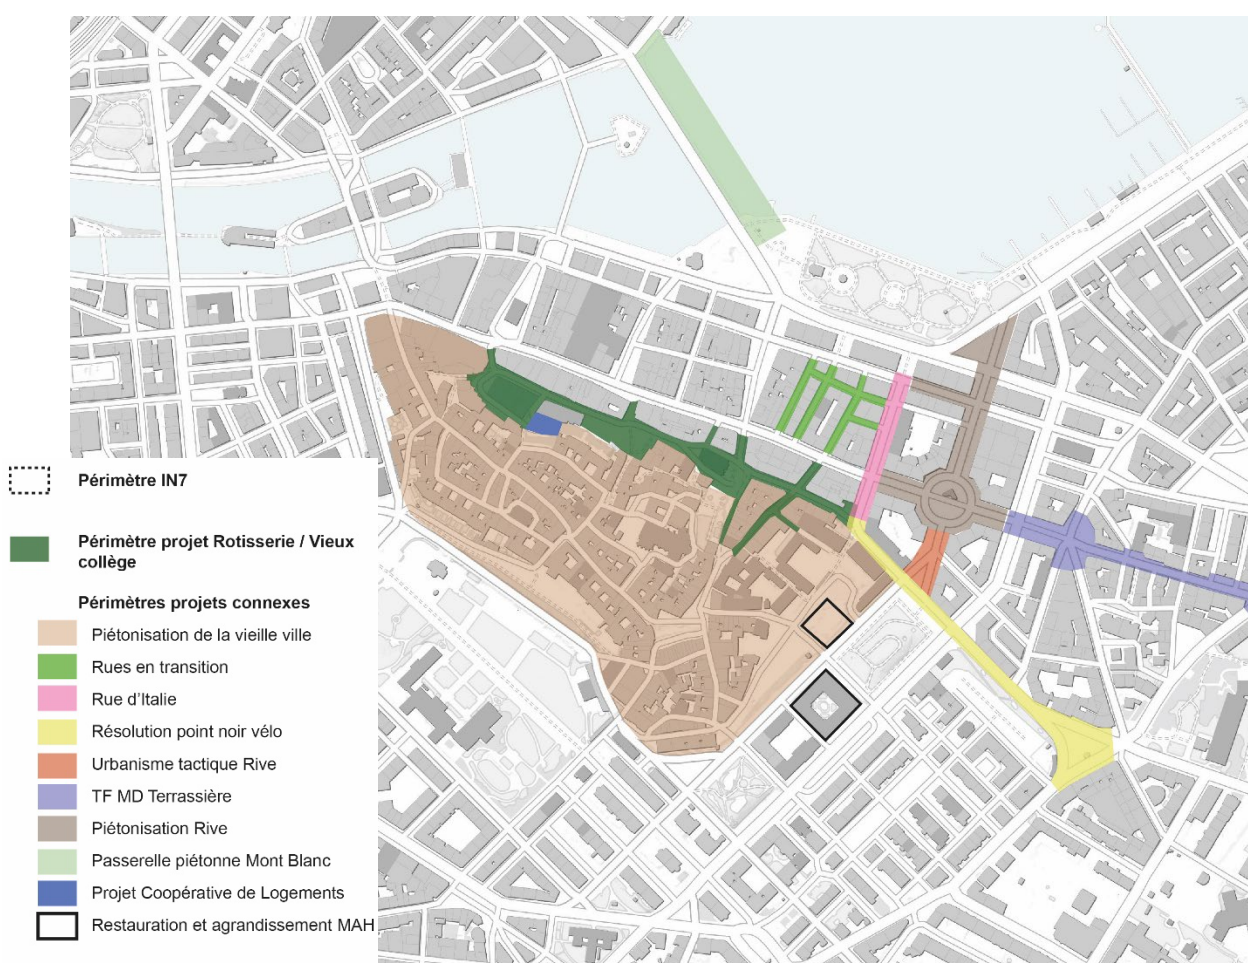 Périmètre IN7
Périmètre projet Rotisserie / Vieux
collège
Périmètres projets connexes
Piétonisation de la vieille ville
Rues en transition
Rue d'Italie
Résolution point noir vélo
Urbanisme tactique Rive
TF MD Terrassière
Piétonisation Rive
Passerelle piétonne Mont Blanc
Projet Coopérative de Logements
Restauration et agrandissement MAH